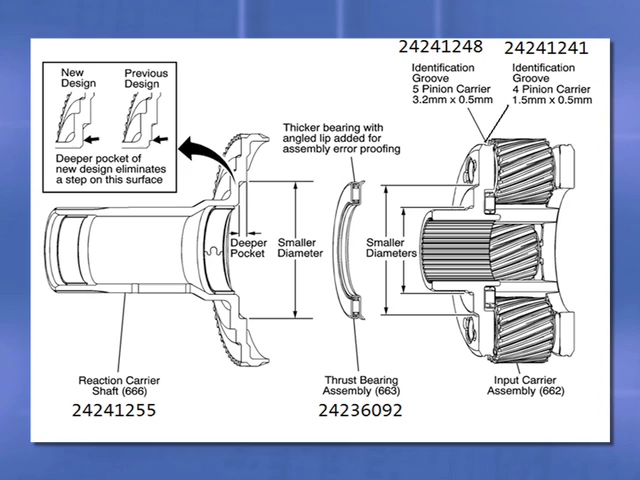 24241248 24241241
Identification
Groove
5 Pinion Carrier
3.2mm x 0.5mm
Identification
Groove
4 Pinion Carrier
1.5mm x 0.5mm
New
Design
Previous
Design
Deeper pocket of
new design eliminates
a step on this surface
Thicker bearing with
angled lip added for
assembly error proofing
Deeper
Pocket
Smaller
Diameter
Smaller
Diameters
Reaction Carrier
Shaft (666)
24241255
Thrust Bearing
Assembly (663)
24236092
Input Carrier
Assembly (662)